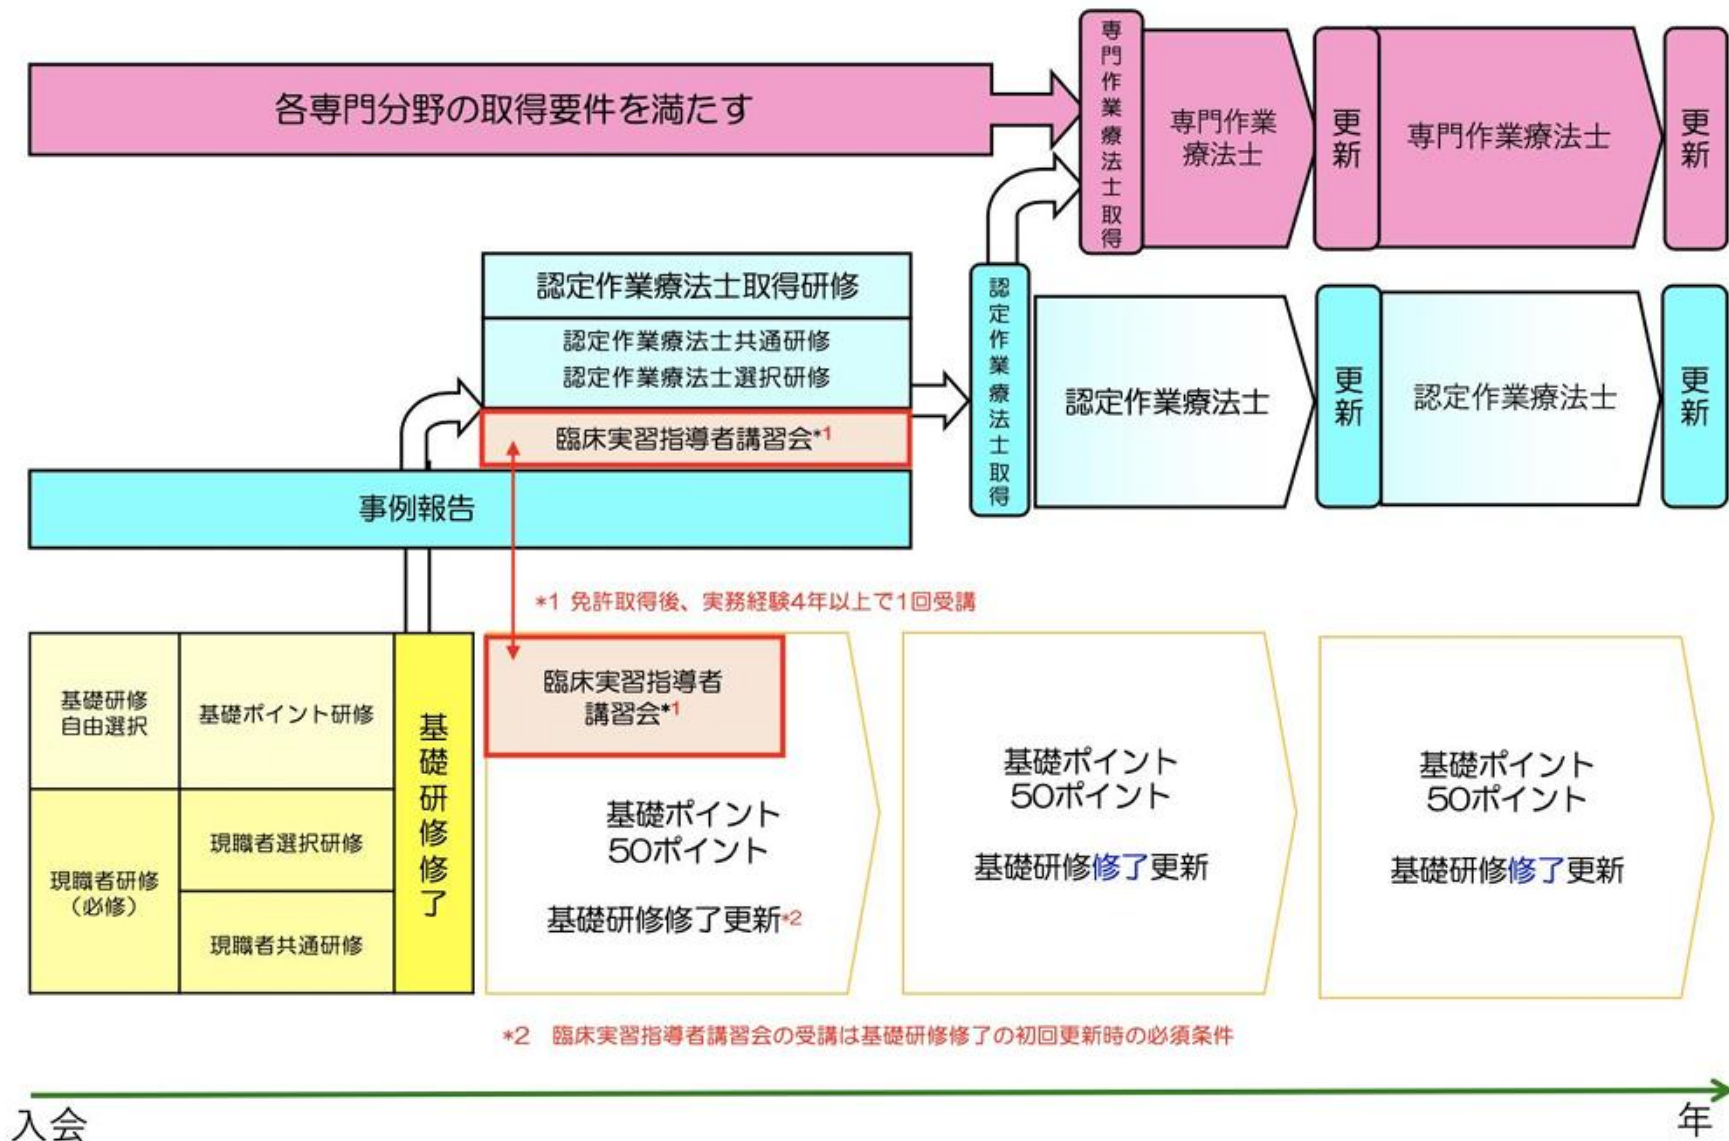 各専門分野の取得要件を満たす
専門作業療法士取得
専門作業
療法士
更新
専門作業療法士
更新
認定作業療法士取得研修
認定作業療法士共通研修
認定作業療法士選択研修
臨床実習指導者講習会*1
認定作業療法士取得
認定作業療法士
更新
認定作業療法士
更新
事例報告
*1 免許取得後、実務経験4年以上で1回受講
基礎研修
自由選択
基礎ポイント研修
現職者研修
（必修）
現職者選択研修
現職者共通研修
基礎研修修了
臨床実習指導者
講習会*1
基礎ポイント
50ポイント
基礎研修修了更新*2
基礎ポイント
50ポイント
基礎研修修了更新
基礎ポイント
50ポイント
基礎研修修了更新
*2 臨床実習指導者講習会の受講は基礎研修修了の初回更新時の必須条件
入会
年